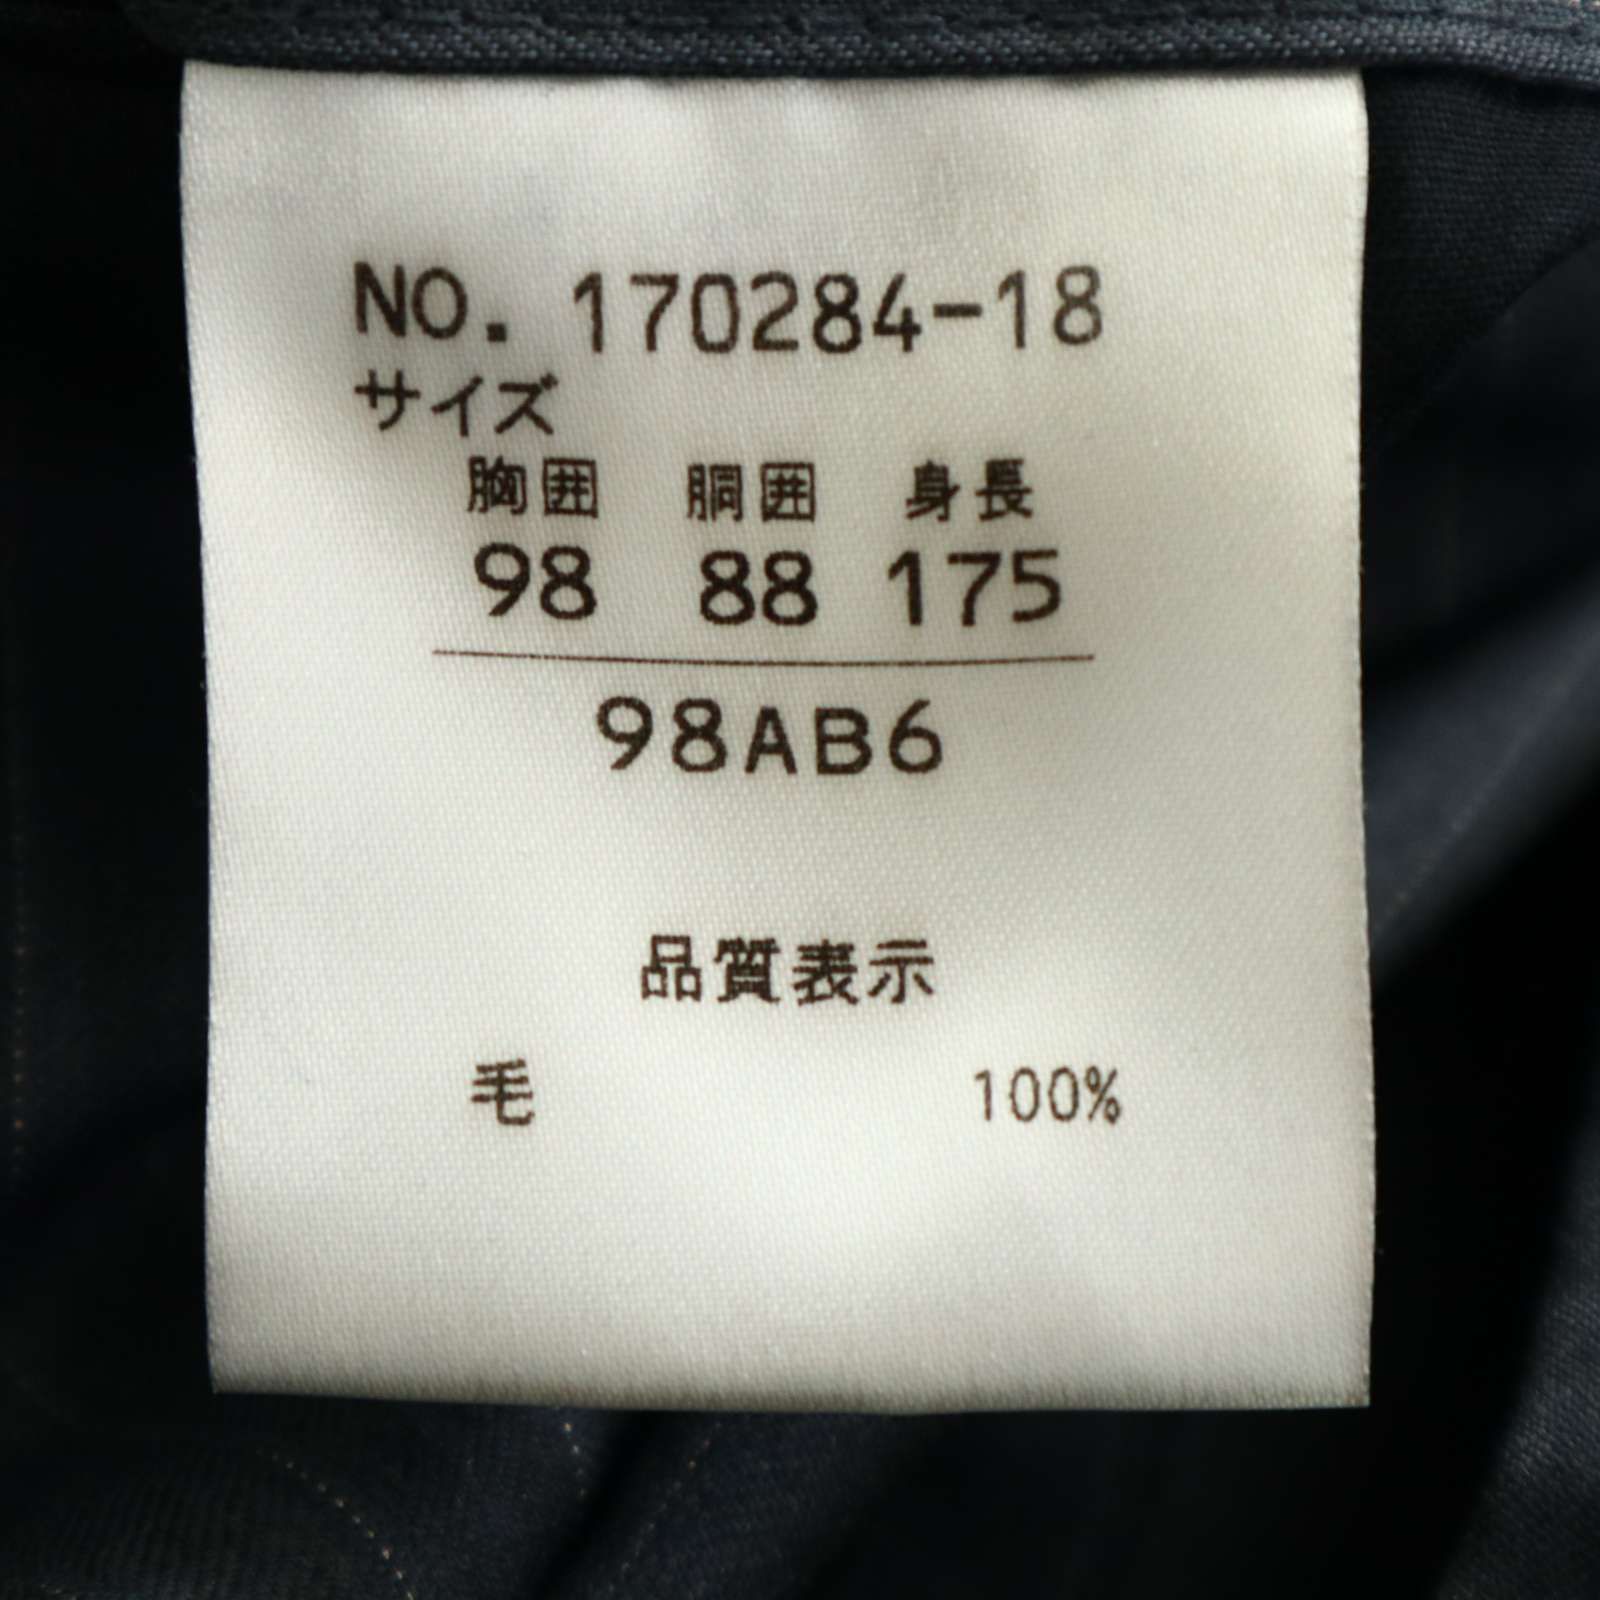 NO. 170284-18
サイズ
胸囲 胴囲 身長
98 88 175
98AB6
品質表示
毛 100%